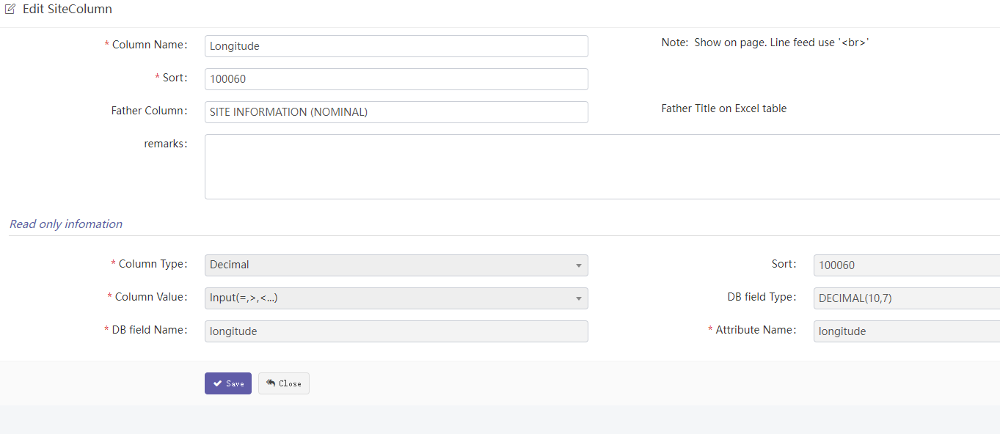 Edit SiteColumn
* Column Name: Longitude Note: Show on page. Line feed use '<br>'
* Sort: 100060
Father Column: SITE INFORMATION (NOMINAL) Father Title on Excel table
remarks:
Read only infomation
* Column Type: Decimal Sort: 100060
* Column Value: Input(=,>,<...) DB field Type: DECIMAL(10,7)
* DB field Name: longitude * Attribute Name: longitude
Save Close